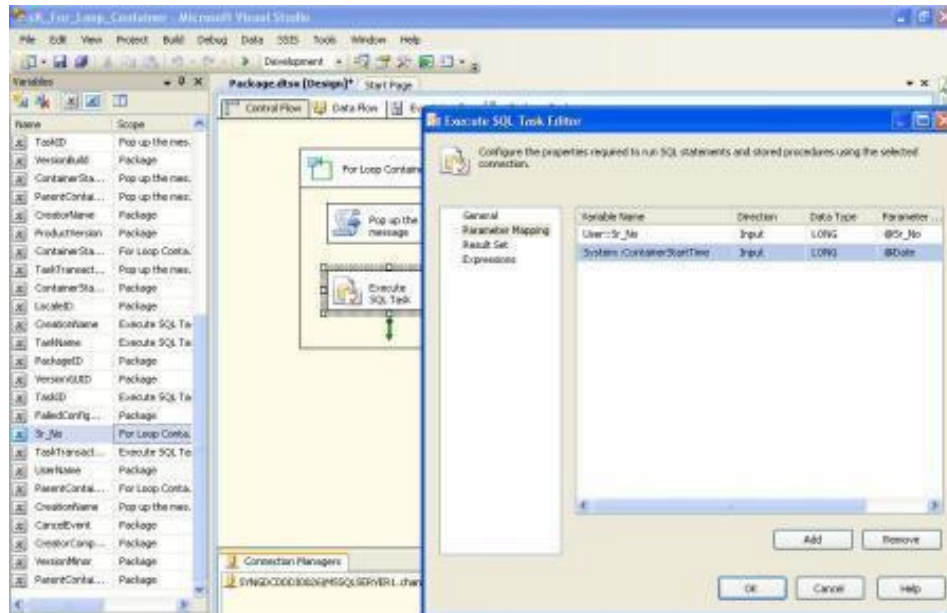 cK_For_Loop_Container - Microsoft Visual Studio
File Edit View Project Build Debug Data SSIS Tools Window Help
Development
Variables
Package.dtsx [Design]* Start Page
Control Flow Data Flow
Name Scope
TaskID Pop up the mes.
VersionBuild Package
ContainerSta... Pop up the mes.
ParentContai... Pop up the mes.
CreatorName Package
ProductVersion Package
ContainerSta... For Loop Conta.
TaskTransact... Pop up the mes.
ContainerSta... Package
LocaleID Package
CreationName Execute SQL Ta
TaskName Execute SQL Ta
PackageID Package
VersionGUID Package
TaskID Execute SQL Ta
FailedConfig... Package
Sr_No For Loop Conta.
TaskTransact... Execute SQL Ta
UserName Package
ParentContai... For Loop Conta.
CreationName Pop up the mes.
CancelEvent Package
CreatorComp... Package
VersionMinor Package
ParentContai... Package
For Loop Container
Pop up the
message
Execute
SQL Task
Connection Managers
Execute SQL Task Editor
Configure the properties required to run SQL statements and stored procedures using the selected
connection.
General
Parameter Mapping
Result Set
Expressions
Variable Name Direction Data Type Parameter ...
User::Sr_No Input LONG @Sr_No
System::ContainerStartTime Input LONG @Date
Add Remove
OK Cancel Help